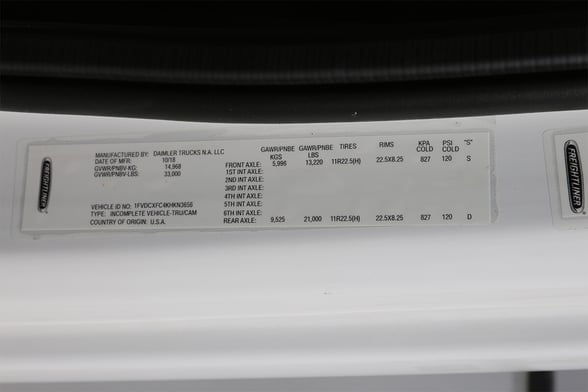 FREIGHTLINER
MANUFACTURED BY: DAIMLER TRUCKS N.A. LLC
DATE OF MFR: 10/18
GVWR/PNBV-KG: 14,968
GVWR/PNBV-LBS: 33,000
VEHICLE ID NO: 1FVDCXFC4KHKN3656
TYPE: INCOMPLETE VEHICLE-TRU/CAM
COUNTRY OF ORIGIN: U.S.A.
GAWR/PNBE KGS GAWR/PNBE LBS TIRES RIMS KPA COLD PSI COLD "S"
FRONT AXLE: 5,996 13,220 11R22.5(H) 22.5X8.25 827 120 S
1ST INT AXLE:
2ND INT AXLE:
3RD INT AXLE:
4TH INT AXLE:
5TH INT AXLE:
6TH INT AXLE:
REAR AXLE: 9,525 21,000 11R22.5(H) 22.5X8.25 827 120 D
FREIGHTLINER